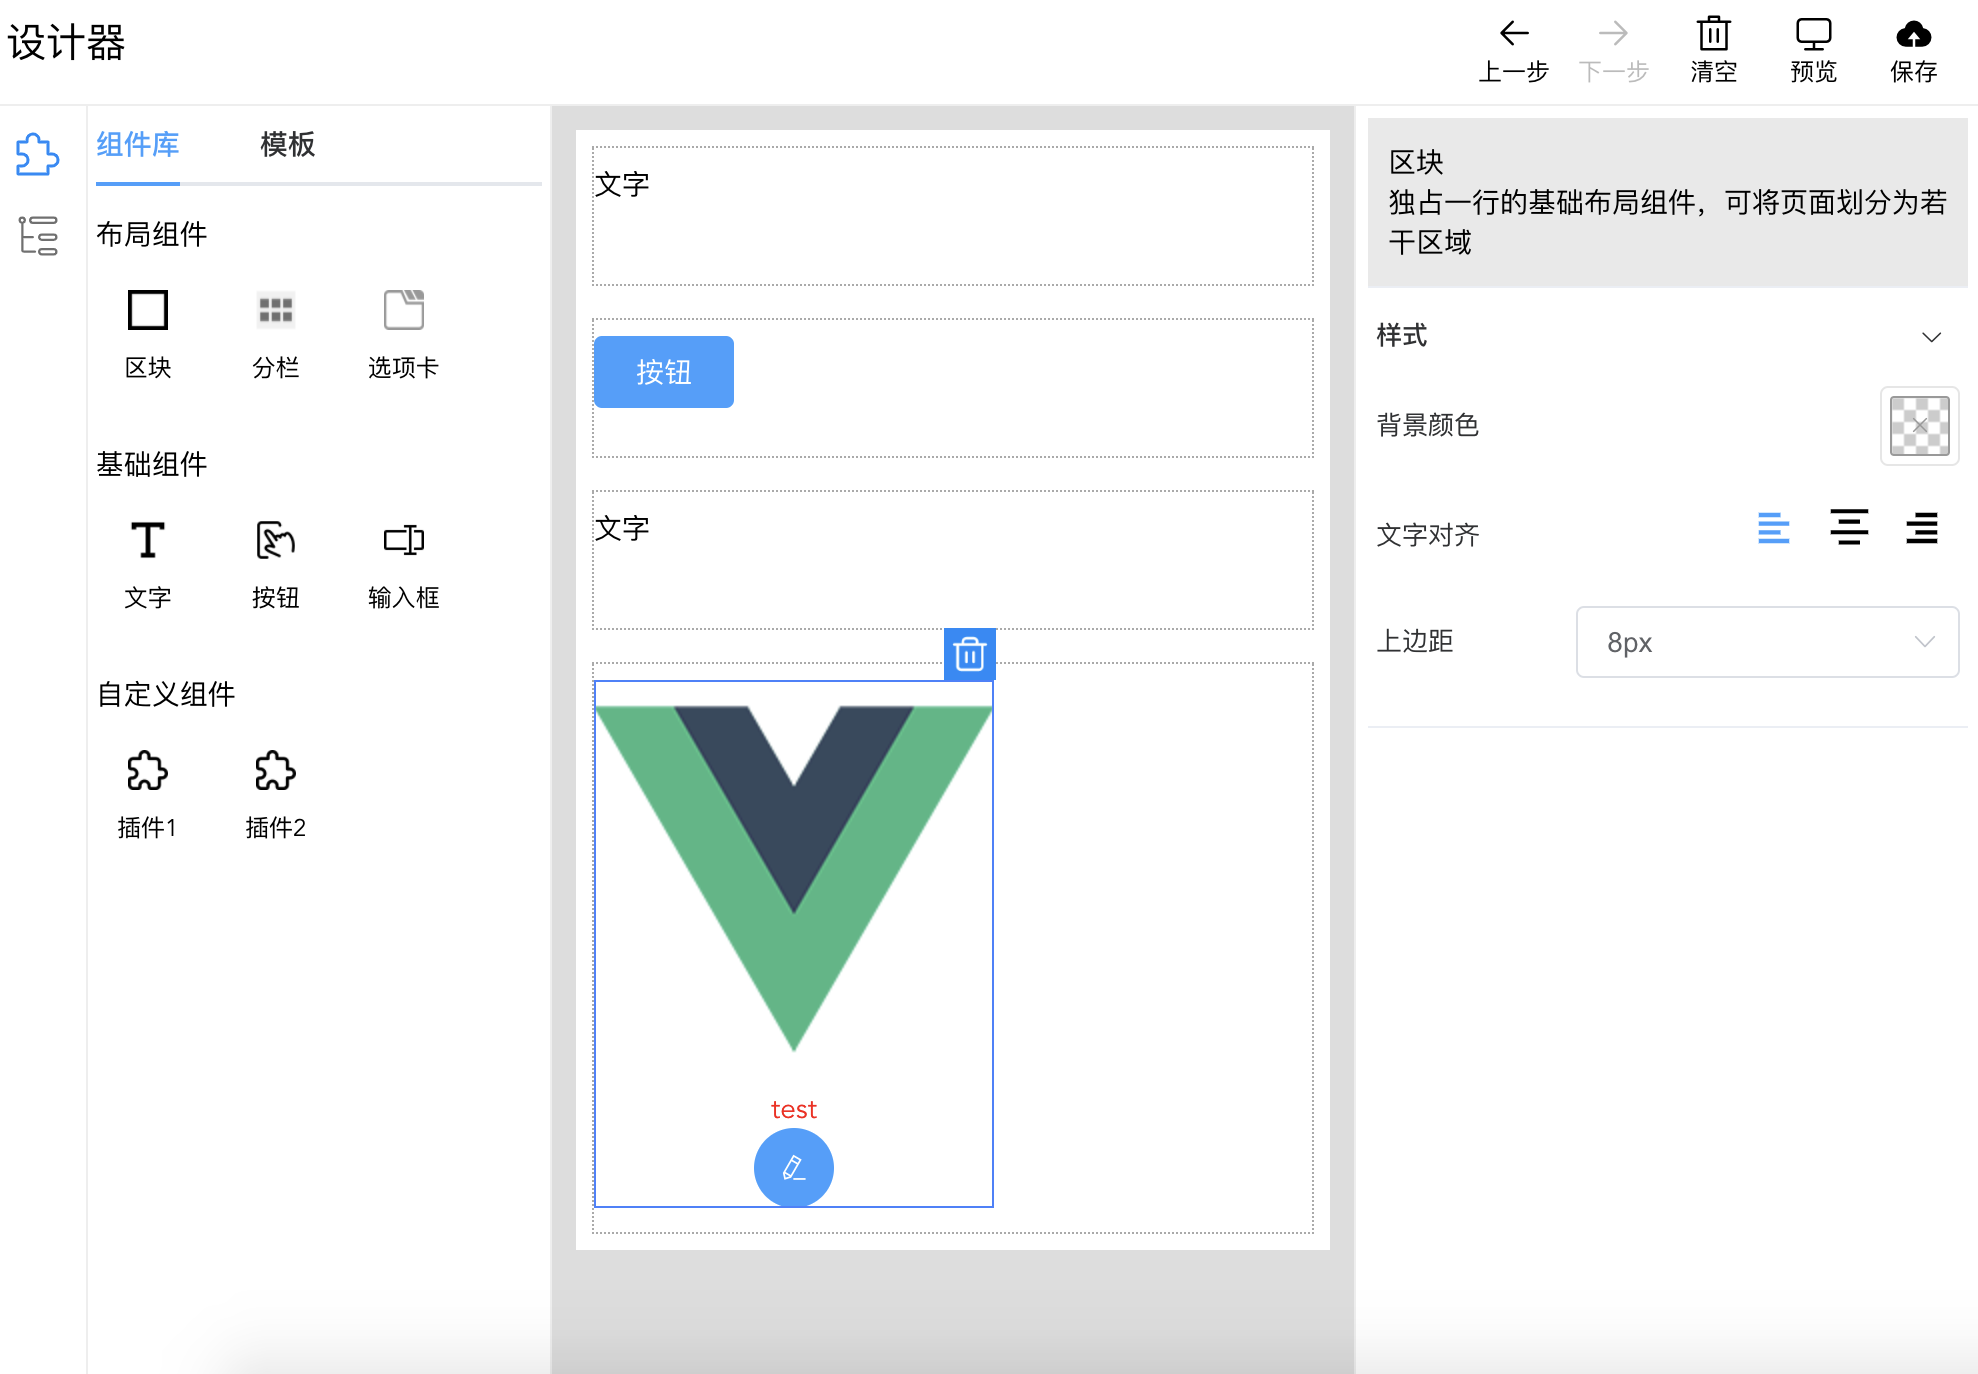 设计器
上一步
下一步
清空
预览
保存
组件库
模板
布局组件
区块
分栏
选项卡
基础组件
文字
按钮
输入框
自定义组件
插件1
插件2
文字
按钮
文字
test
区块
独占一行的基础布局组件，可将页面划分为若
干区域
样式
背景颜色
文字对齐
上边距
8px